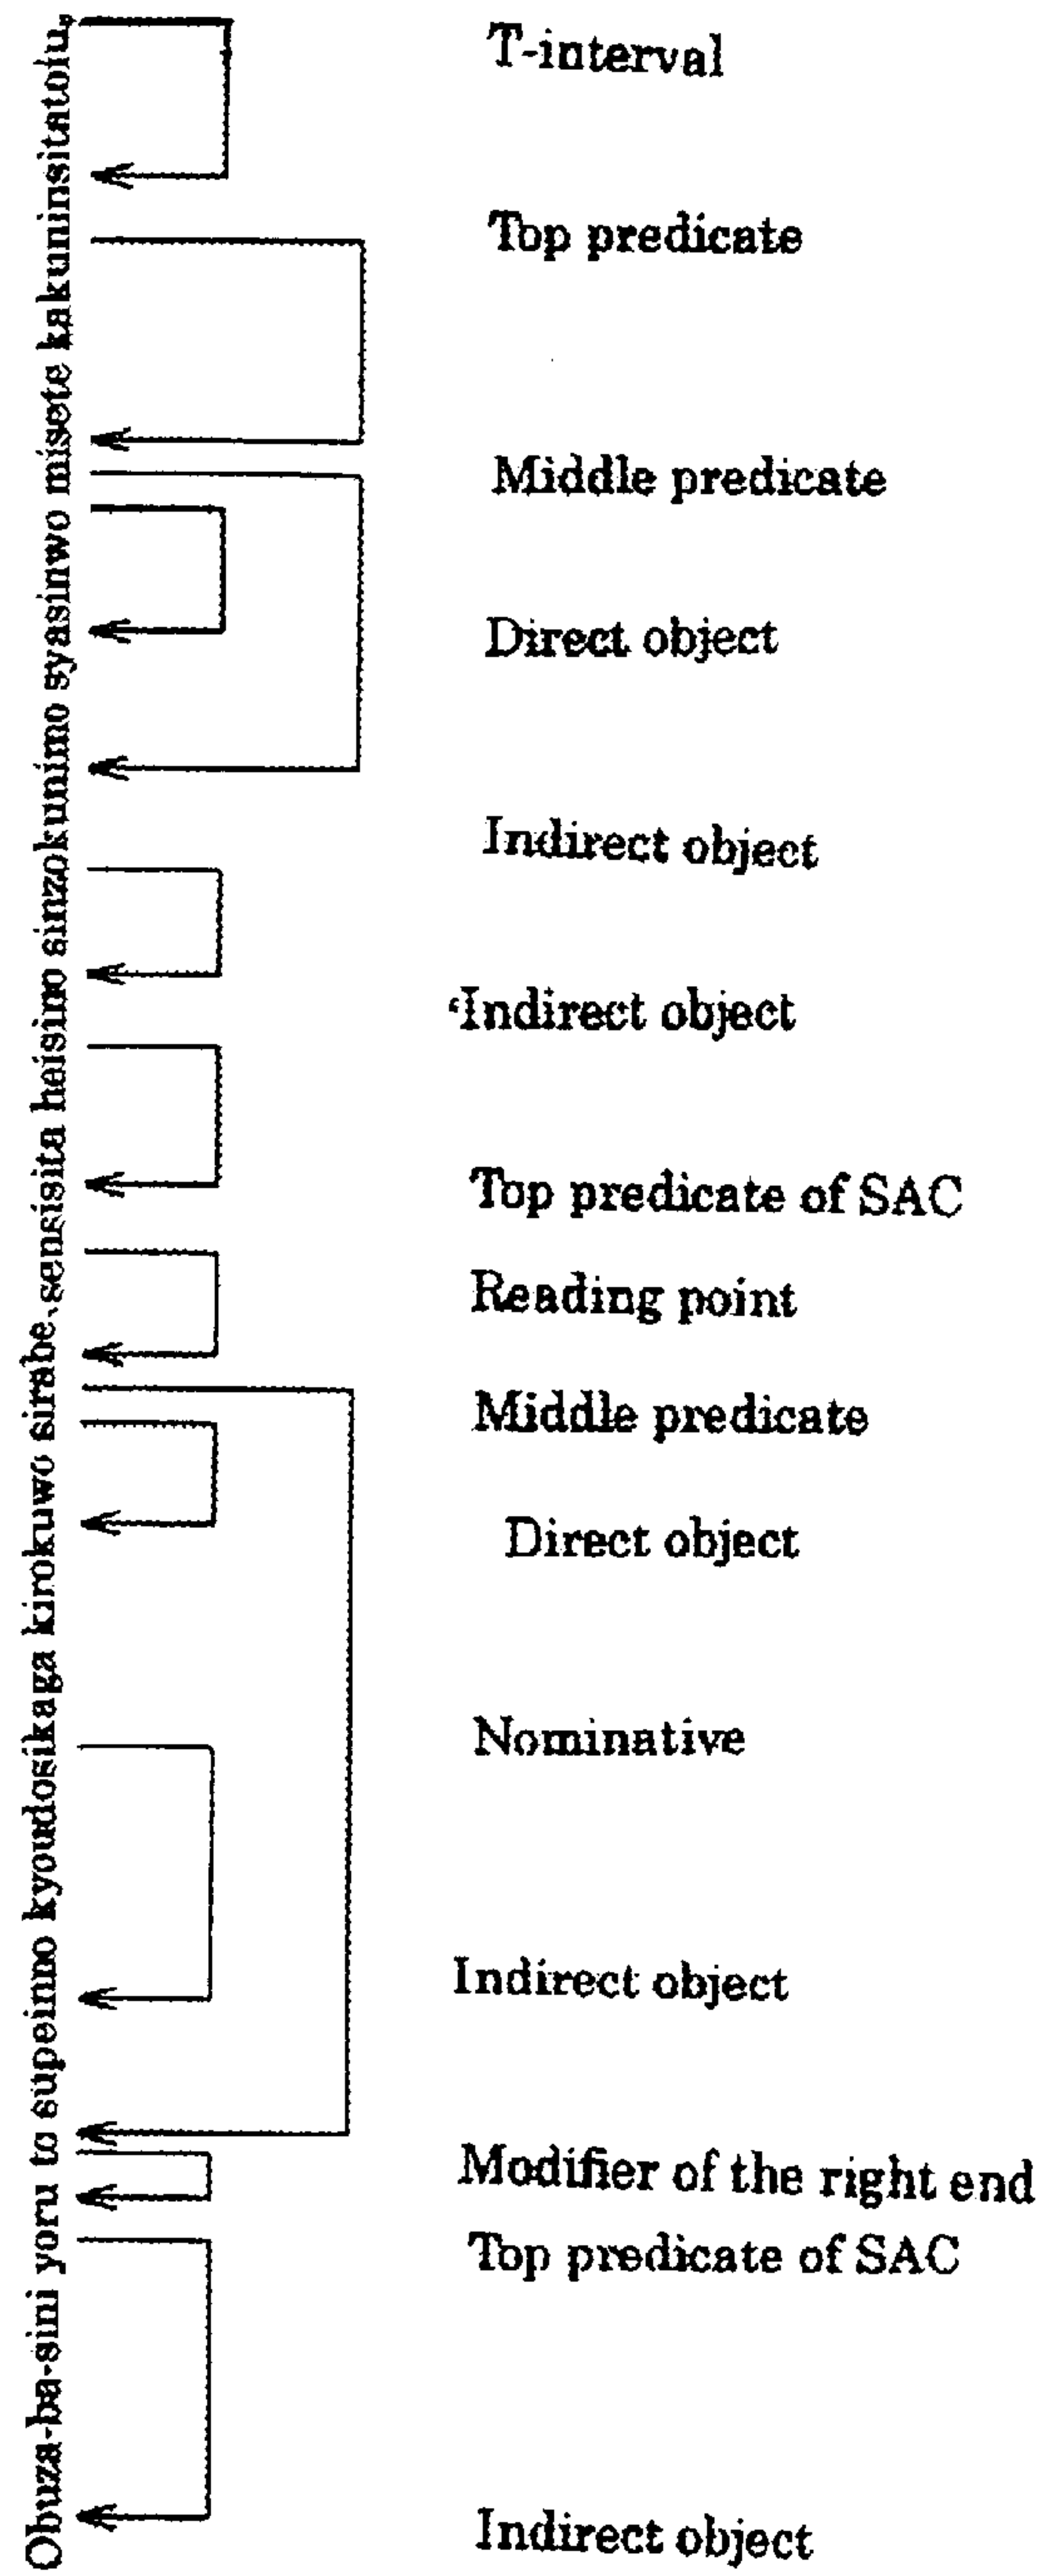 Obuza-ba-sini yoru to supeinno kyoudosikaga kirokuwo sirabe, sensisita heisino sinzokunimo syasinwo misete kakuninsitatoiu.
T-interval
Top predicate
Middle predicate
Direct object
Indirect object
Indirect object
Top predicate of SAC
Reading point
Middle predicate
Direct object
Nominative
Indirect object
Modifier of the right end
Top predicate of SAC
Indirect object